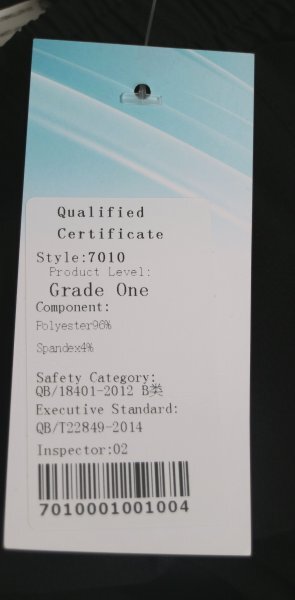 Qualified
Certificate
Style:7010
Product Level:
Grade One
Component:
Polyester96%
Spandex4%
Safety Category:
QB/18401-2012 B类
Executive Standard:
QB/T22849-2014
Inspector:02
7010001001004